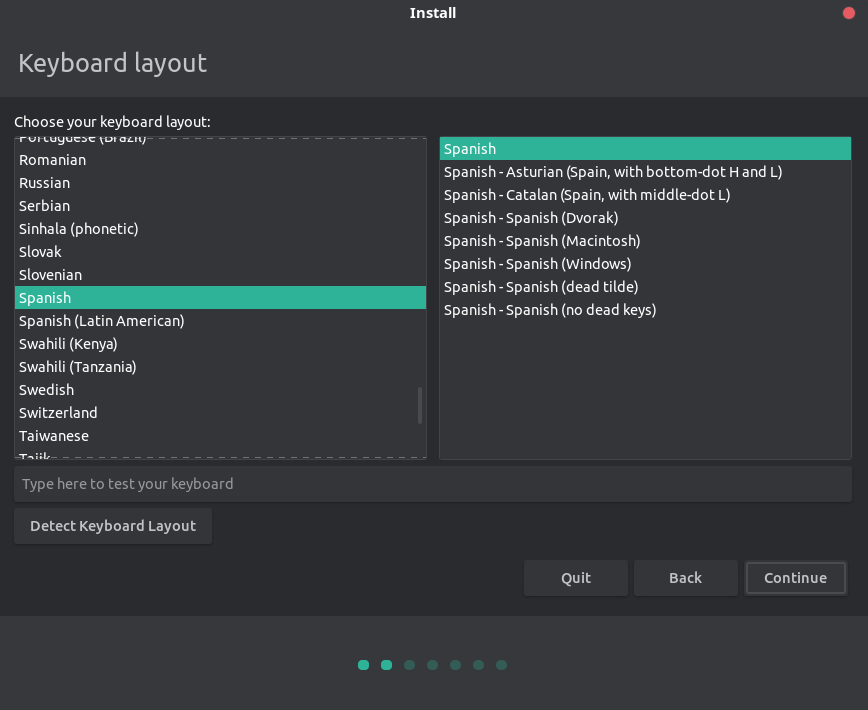 Install
Keyboard layout
Choose your keyboard layout:
Portuguese (Brazil)
Romanian
Russian
Serbian
Sinhala (phonetic)
Slovak
Slovenian
Spanish
Spanish (Latin American)
Swahili (Kenya)
Swahili (Tanzania)
Swedish
Switzerland
Taiwanese
Tajik
Spanish
Spanish - Asturian (Spain, with bottom-dot H and L)
Spanish - Catalan (Spain, with middle-dot L)
Spanish - Spanish (Dvorak)
Spanish - Spanish (Macintosh)
Spanish - Spanish (Windows)
Spanish - Spanish (dead tilde)
Spanish - Spanish (no dead keys)
Type here to test your keyboard
Detect Keyboard Layout
Quit
Back
Continue